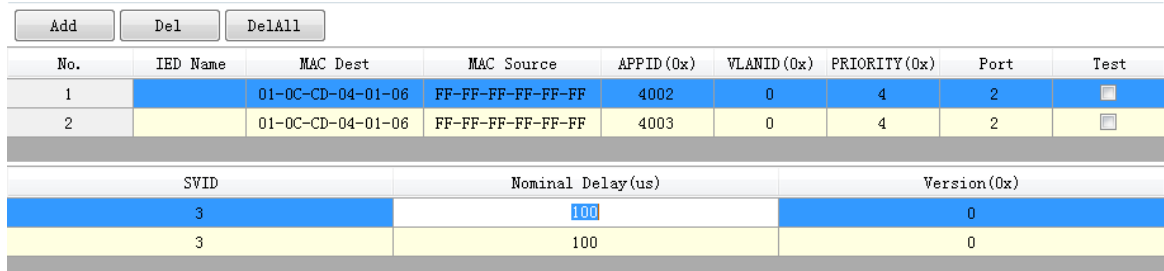 Add Del DelAll
No. IED Name MAC Dest MAC Source APPID(0x) VLANID(0x) PRIORITY(0x) Port Test
1 01-0C-CD-04-01-06 FF-FF-FF-FF-FF-FF 4002 0 4 2
2 01-0C-CD-04-01-06 FF-FF-FF-FF-FF-FF 4003 0 4 2
SVID Nominal Delay(us) Version(0x)
3 100 0
3 100 0